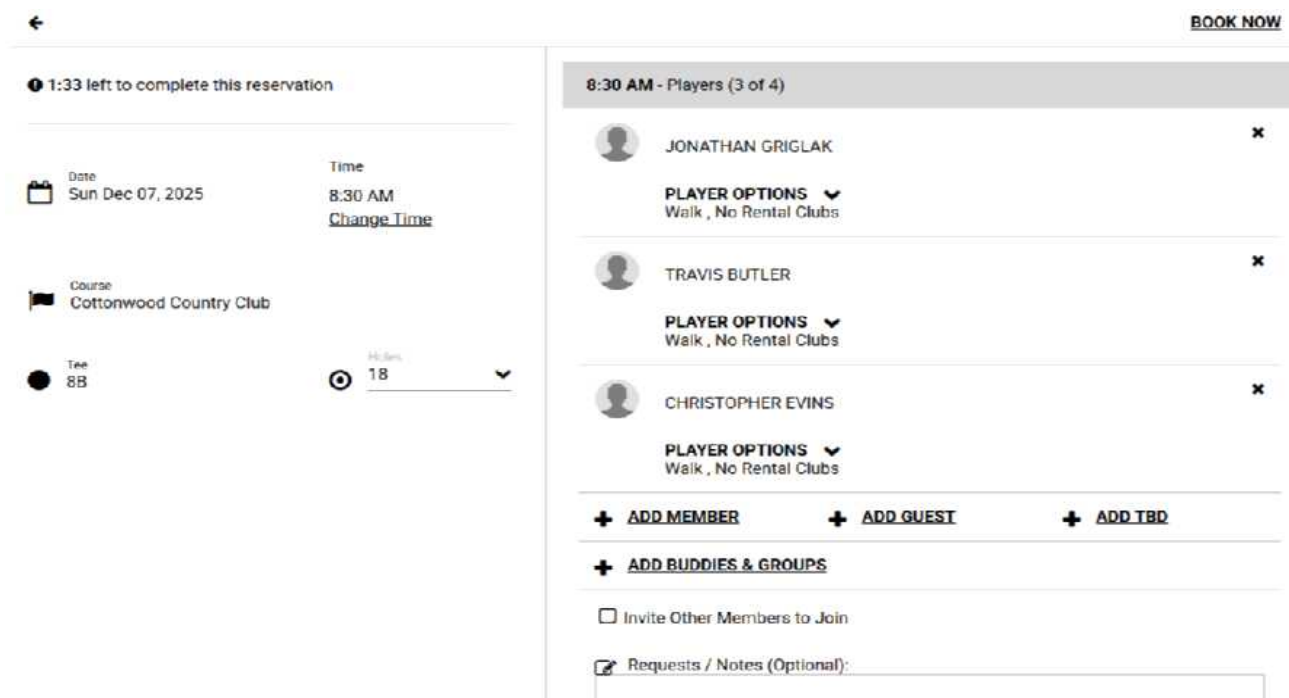 BOOK NOW
1:33 left to complete this reservation
Date
Sun Dec 07, 2025
Time
8:30 AM
Change Time
Course
Cottonwood Country Club
Tee
8B
Holes
18
8:30 AM - Players (3 of 4)
JONATHAN GRIGLAK
PLAYER OPTIONS
Walk , No Rental Clubs
TRAVIS BUTLER
PLAYER OPTIONS
Walk , No Rental Clubs
CHRISTOPHER EVINS
PLAYER OPTIONS
Walk , No Rental Clubs
ADD MEMBER
ADD GUEST
ADD TBD
ADD BUDDIES & GROUPS
Invite Other Members to Join
Requests / Notes (Optional):